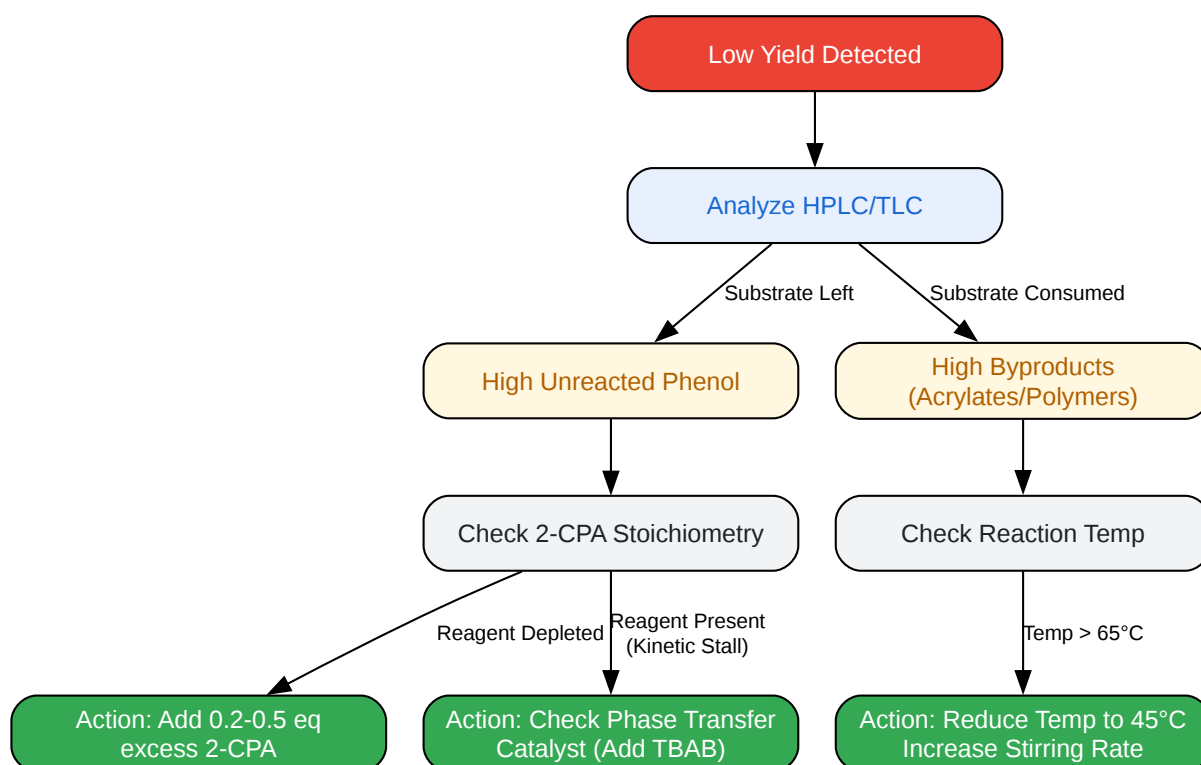 Low Yield Detected
Analyze HPLC/TLC
Substrate Left
Substrate Consumed
High Unreacted Phenol
High Byproducts
(Acrylates/Polymers)
Check 2-CPA Stoichiometry
Check Reaction Temp
Reagent Depleted
Reagent Present
(Kinetic Stall)
Temp > 65°C
Action: Add 0.2-0.5 eq
excess 2-CPA
Action: Check Phase Transfer
Catalyst (Add TBAB)
Action: Reduce Temp to 45°C
Increase Stirring Rate